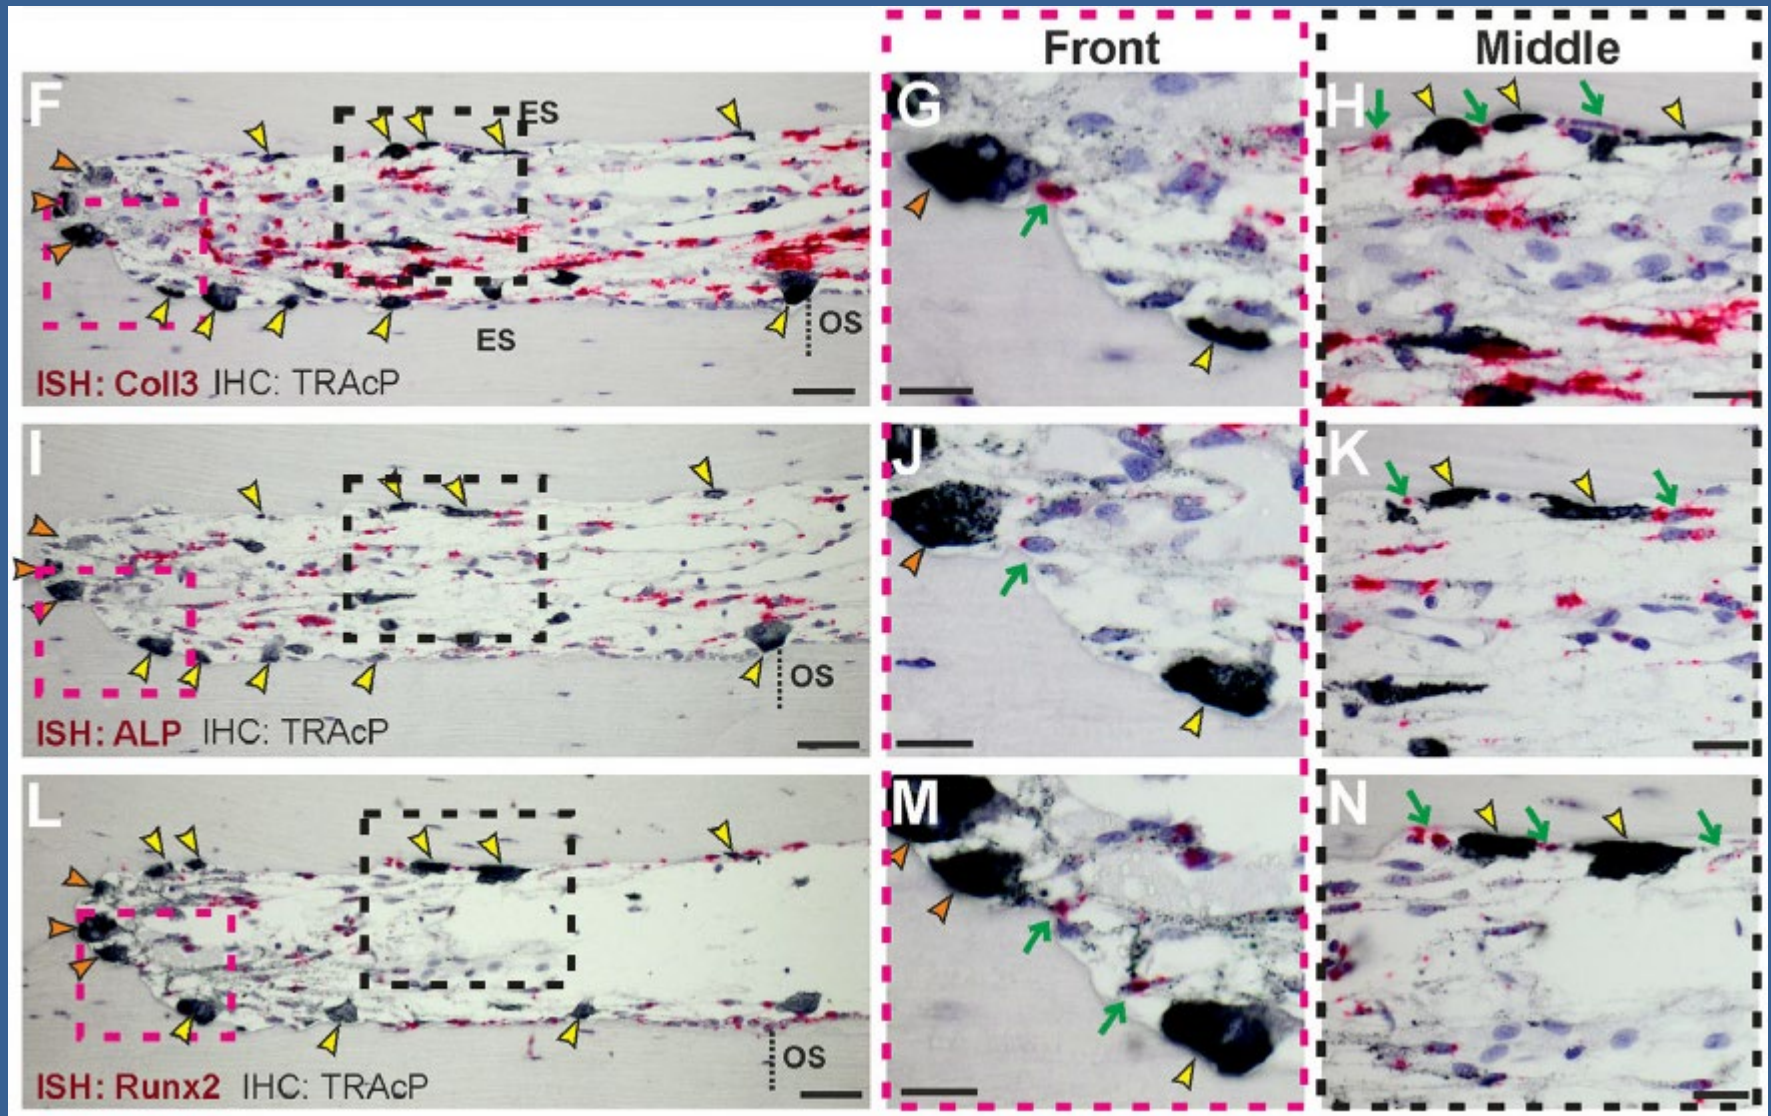 Front
Middle
F
ES
ES
OS
ISH: Coll3 IHC: TRAcP
G
H
I
OS
ISH: ALP IHC: TRAcP
J
K
L
OS
ISH: Runx2 IHC: TRAcP
M
N